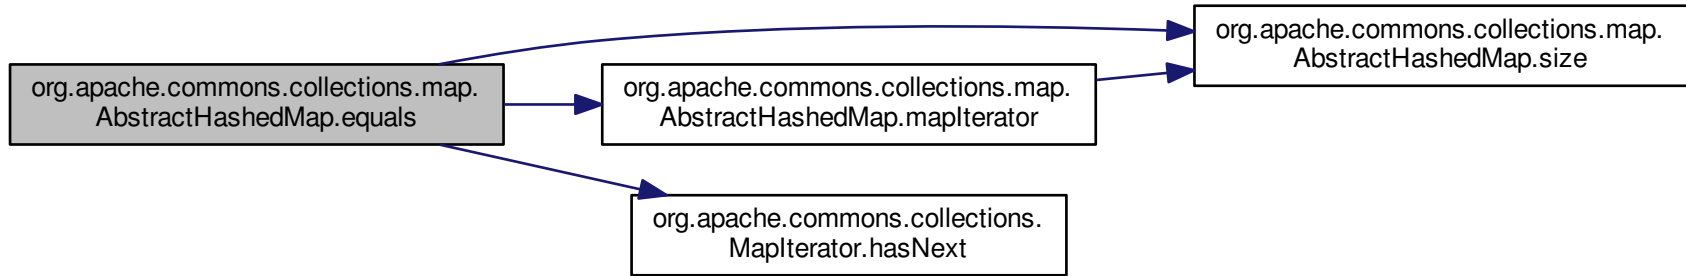 org.apache.commons.collections.map.
AbstractHashedMap.equals
org.apache.commons.collections.map.
AbstractHashedMap.mapIterator
org.apache.commons.collections.map.
AbstractHashedMap.size
org.apache.commons.collections.
MapIterator.hasNext